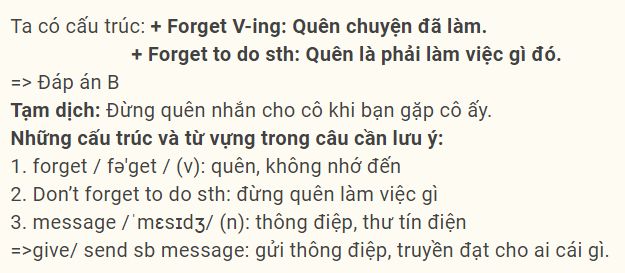 Ta có cấu trúc: + Forget V-ing: Quên chuyện đã làm.
+ Forget to do sth: Quên là phải làm việc gì đó.
=> Đáp án B
Tạm dịch: Đừng quên nhắn cho cô khi bạn gặp cô ấy.
Những cấu trúc và từ vựng trong câu cần lưu ý:
1. forget / fə'get / (v): quên, không nhớ đến
2. Don’t forget to do sth: đừng quên làm việc gì
3. message /ˈmɛsɪdʒ/ (n): thông điệp, thư tín điện
=>give/ send sb message: gửi thông điệp, truyền đạt cho ai cái gì.